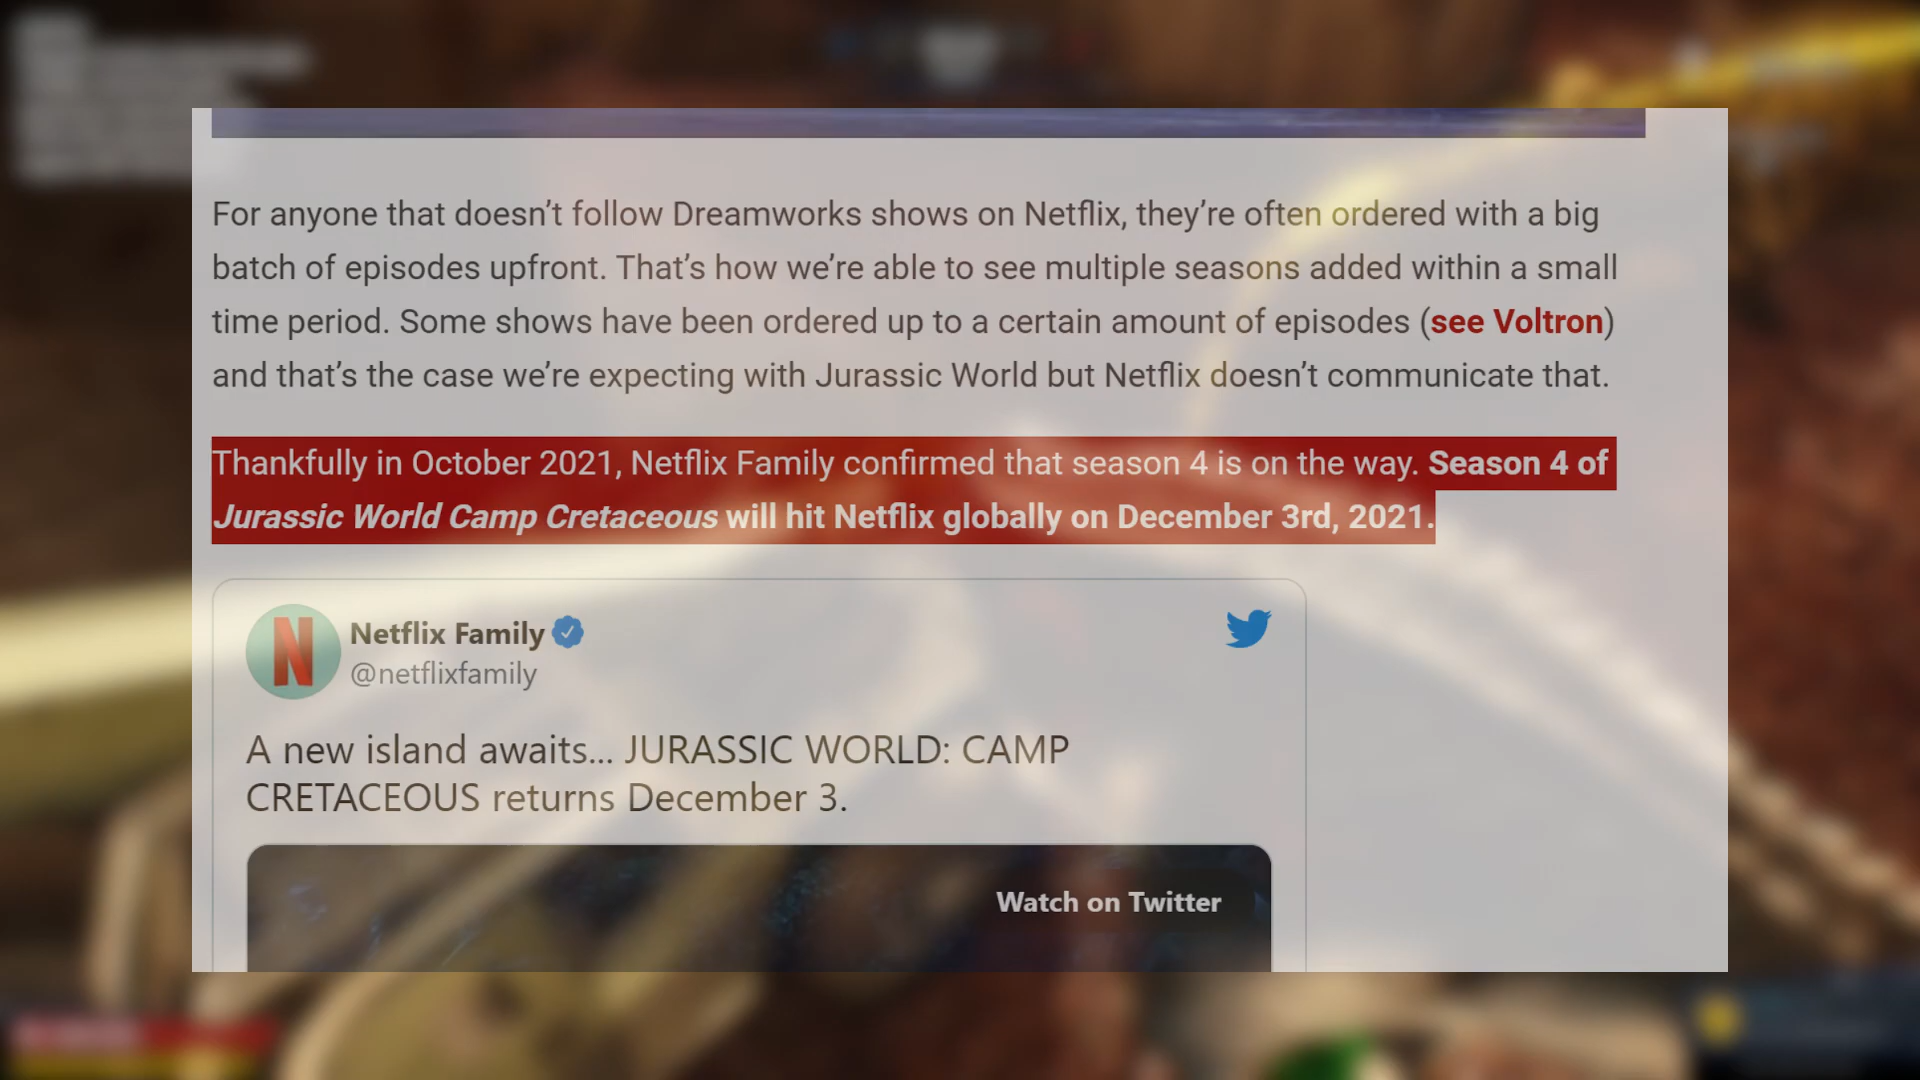 For anyone that doesn’t follow Dreamworks shows on Netflix, they’re often ordered with a big
batch of episodes upfront. That’s how we’re able to see multiple seasons added within a small
time period. Some shows have been ordered up to a certain amount of episodes (see Voltron)
and that’s the case we’re expecting with Jurassic World but Netflix doesn’t communicate that.
Thankfully in October 2021, Netflix Family confirmed that season 4 is on the way. Season 4 of
Jurassic World Camp Cretaceous will hit Netflix globally on December 3rd, 2021.
N
Netflix Family
@netflixfamily
A new island awaits... JURASSIC WORLD: CAMP
CRETACEOUS returns December 3.
Watch on Twitter